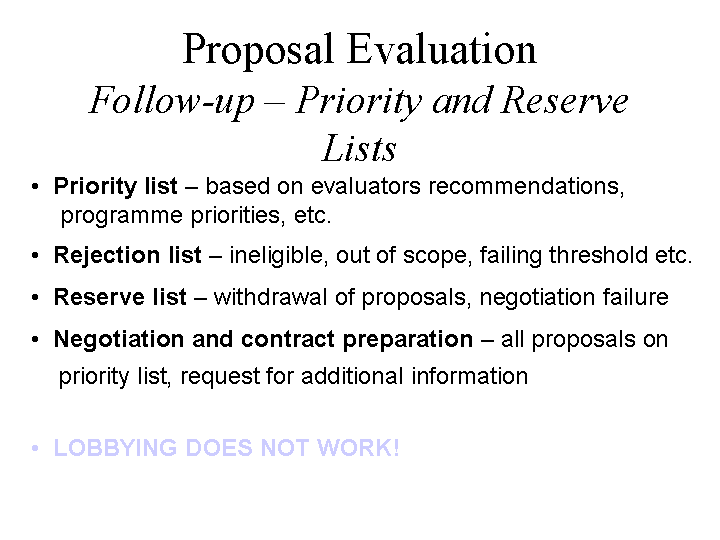 Proposal Evaluation
Follow-up – Priority and Reserve
Lists
• Priority list – based on evaluators recommendations,
programme priorities, etc.
• Rejection list – ineligible, out of scope, failing threshold etc.
• Reserve list – withdrawal of proposals, negotiation failure
• Negotiation and contract preparation – all proposals on
priority list, request for additional information
• LOBBYING DOES NOT WORK!